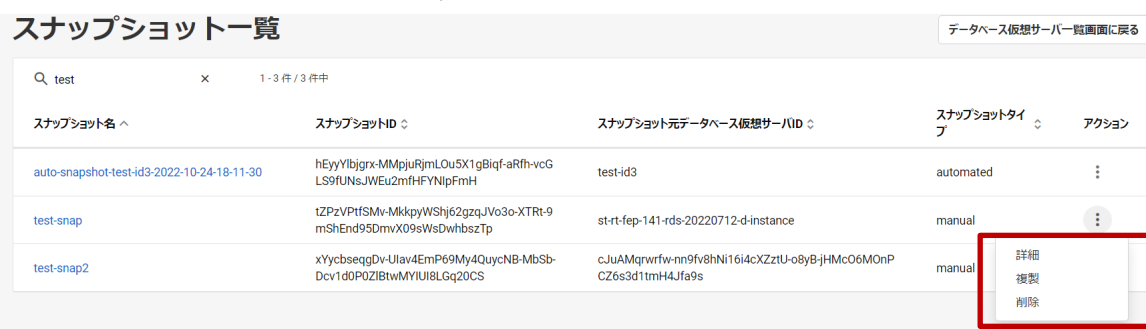 スナップショット一覧
データベース仮想サーバ一覧画面に戻る
test × 1 - 3 件 / 3 件中
スナップショット名 スナップショットID スナップショット元データベース仮想サーバID スナップショットタイプ アクション
auto-snapshot-test-id3-2022-10-24-18-11-30 hEyyYlbjgrx-MMpjuRjmLOu5X1gBiqf-aRfh-vcG test-id3 automated
LS9fUNsJWEu2mfHFYNIpFmH
test-snap tZPzVPtfSMv-MkkpyWShj62gzqJVo3o-XTRt-9 st-rt-fep-141-rds-20220712-d-instance manual
mShEnd95DmvX09sWsDwhbszTp
test-snap2 xYycbseqgDv-UIav4EmP69My4QuycNB-MbSb- cJuAMqrwrfw-nn9fv8hNi16i4cXZztU-o8yB-jHMcO6MOnP manual
Dcv1d0P0ZlBtwMYIUI8LGq20CS CZ6s3d1tmH4Jfa9s
詳細
複製
削除